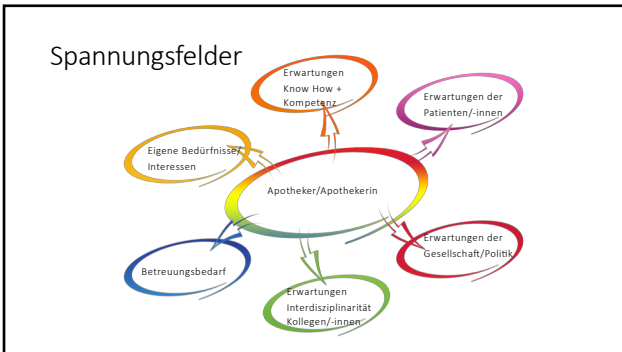 Spannungsfelder
Erwartungen
Know How +
Kompetenz
Erwartungen der
Patienten/-innen
Eigene Bedürfnisse/
Interessen
Apotheker/Apothekerin
Erwartungen der
Gesellschaft/Politik
Betreuungsbedarf
Erwartungen
Interdisziplinarität
Kollegen/-innen